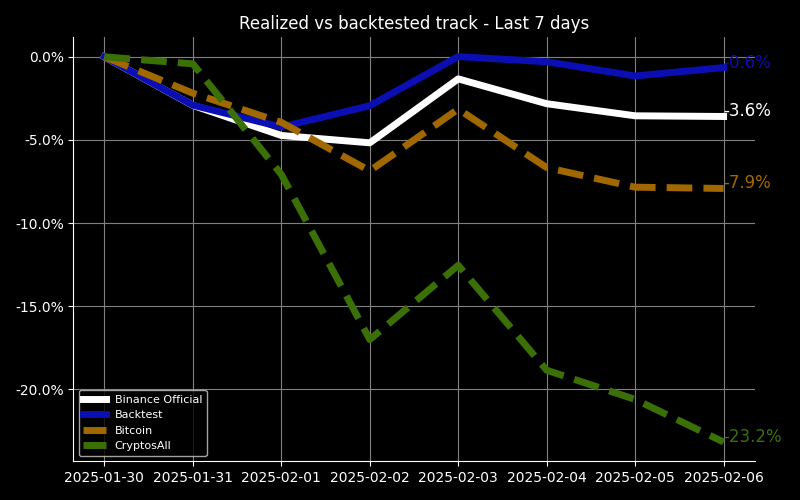 Realized vs backtested track - Last 7 days
0.0%
-5.0%
-10.0%
-15.0%
-20.0%
-0.6%
-3.6%
-7.9%
-23.2%
Binance Official
Backtest
Bitcoin
CryptosAll
2025-01-30 2025-01-31 2025-02-01 2025-02-02 2025-02-03 2025-02-04 2025-02-05 2025-02-06